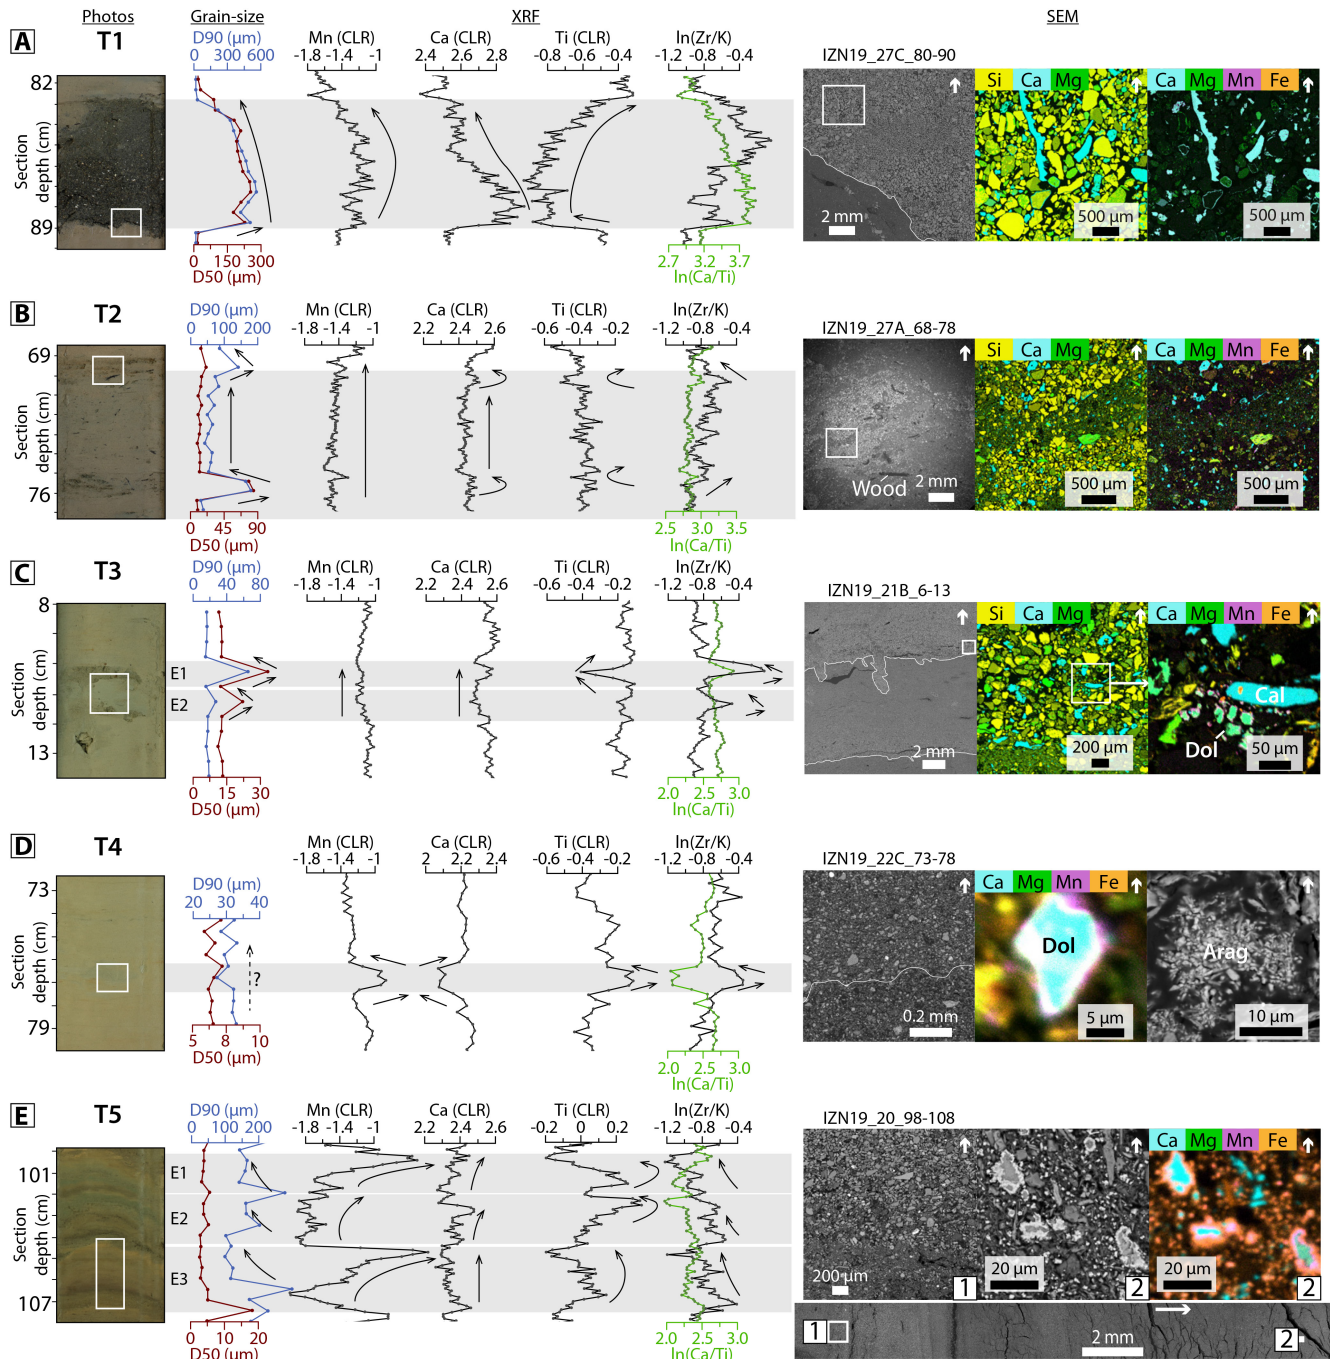 Photos Grain-size XRF SEM
A T1
D90 (µm)
0 300 600
Mn (CLR)
-1.8 -1.4 -1
Ca (CLR)
2.4 2.6 2.8
Ti (CLR)
-0.8 -0.4
ln(Zr/K)
-1.2 -0.8 -0.4
IZN19_27C_80-90
82
89
Section
depth (cm)
0 150 300
D50 (µm)
2.7 3.2 3.7
ln(Ca/Ti)
2 mm
Si Ca Mg
500 µm
Ca Mg Mn Fe
500 µm
B T2
D90 (µm)
0 100 200
Mn (CLR)
-1.8 -1.4 -1
Ca (CLR)
2.2 2.4 2.6
Ti (CLR)
-0.6 -0.4 -0.2
ln(Zr/K)
-1.2 -0.8 -0.4
IZN19_27A_68-78
69
76
Section
depth (cm)
0 45 90
D50 (µm)
2.5 3.0 3.5
ln(Ca/Ti)
Wood 2 mm
Si Ca Mg
500 µm
Ca Mg Mn Fe
500 µm
C T3
D90 (µm)
0 40 80
Mn (CLR)
-1.8 -1.4 -1
Ca (CLR)
2.2 2.4 2.6
Ti (CLR)
-0.6 -0.4 -0.2
ln(Zr/K)
-1.2 -0.8 -0.4
IZN19_21B_6-13
8
13
Section
depth (cm)
E1
E2
0 15 30
D50 (µm)
2.0 2.5 3.0
ln(Ca/Ti)
2 mm
Si Ca Mg
200 µm
Ca Mg Mn Fe
Cal
Dol
50 µm
D T4
Mn (CLR)
-1.8 -1.4 -1
Ca (CLR)
2 2.2 2.4
Ti (CLR)
-0.6 -0.4 -0.2
ln(Zr/K)
-1.2 -0.8 -0.4
IZN19_22C_73-78
73
79
Section
depth (cm)
D90 (µm)
20 30 40
?
5 8 10
D50 (µm)
2.0 2.5 3.0
ln(Ca/Ti)
0.2 mm
Ca Mg Mn Fe
Dol
5 µm
Arag
10 µm
E T5
D90 (µm)
0 100 200
Mn (CLR)
-1.8 -1.4 -1
Ca (CLR)
2.2 2.4 2.6
Ti (CLR)
-0.2 0 0.2
ln(Zr/K)
-1.2 -0.8 -0.4
IZN19_20_98-108
101
107
Section
depth (cm)
E1
E2
E3
0 10 20
D50 (µm)
2.0 2.5 3.0
ln(Ca/Ti)
200 µm
1
20 µm
2
Ca Mg Mn Fe
20 µm
2
1
2 mm
2